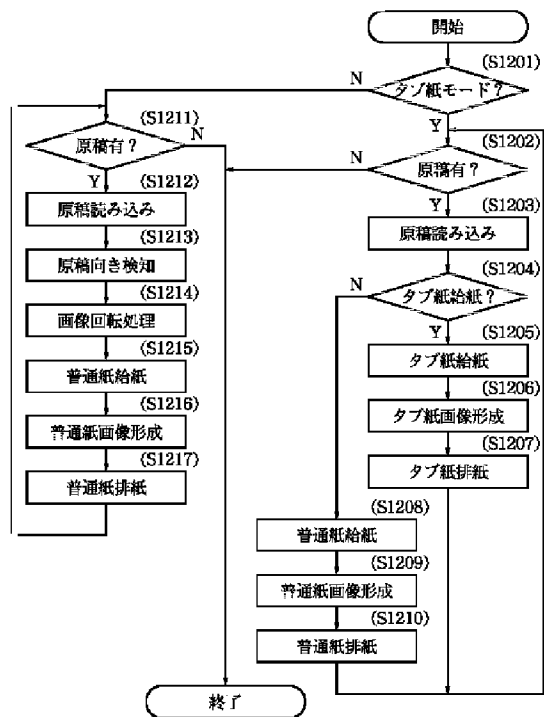 開始
(S1201)
タブ紙モード？
N
Y
(S1202)
原稿有？
N
Y
(S1203)
原稿読み込み
(S1204)
タブ紙給紙？
N
Y
(S1205)
タブ紙給紙
(S1206)
タブ紙画像形成
(S1207)
タブ紙排紙
(S1208)
普通紙給紙
(S1209)
普通紙画像形成
(S1210)
普通紙排紙
(S1211)
原稿有？
N
Y
(S1212)
原稿読み込み
(S1213)
原稿向き検知
(S1214)
画像回転処理
(S1215)
普通紙給紙
(S1216)
普通紙画像形成
(S1217)
普通紙排紙
終了